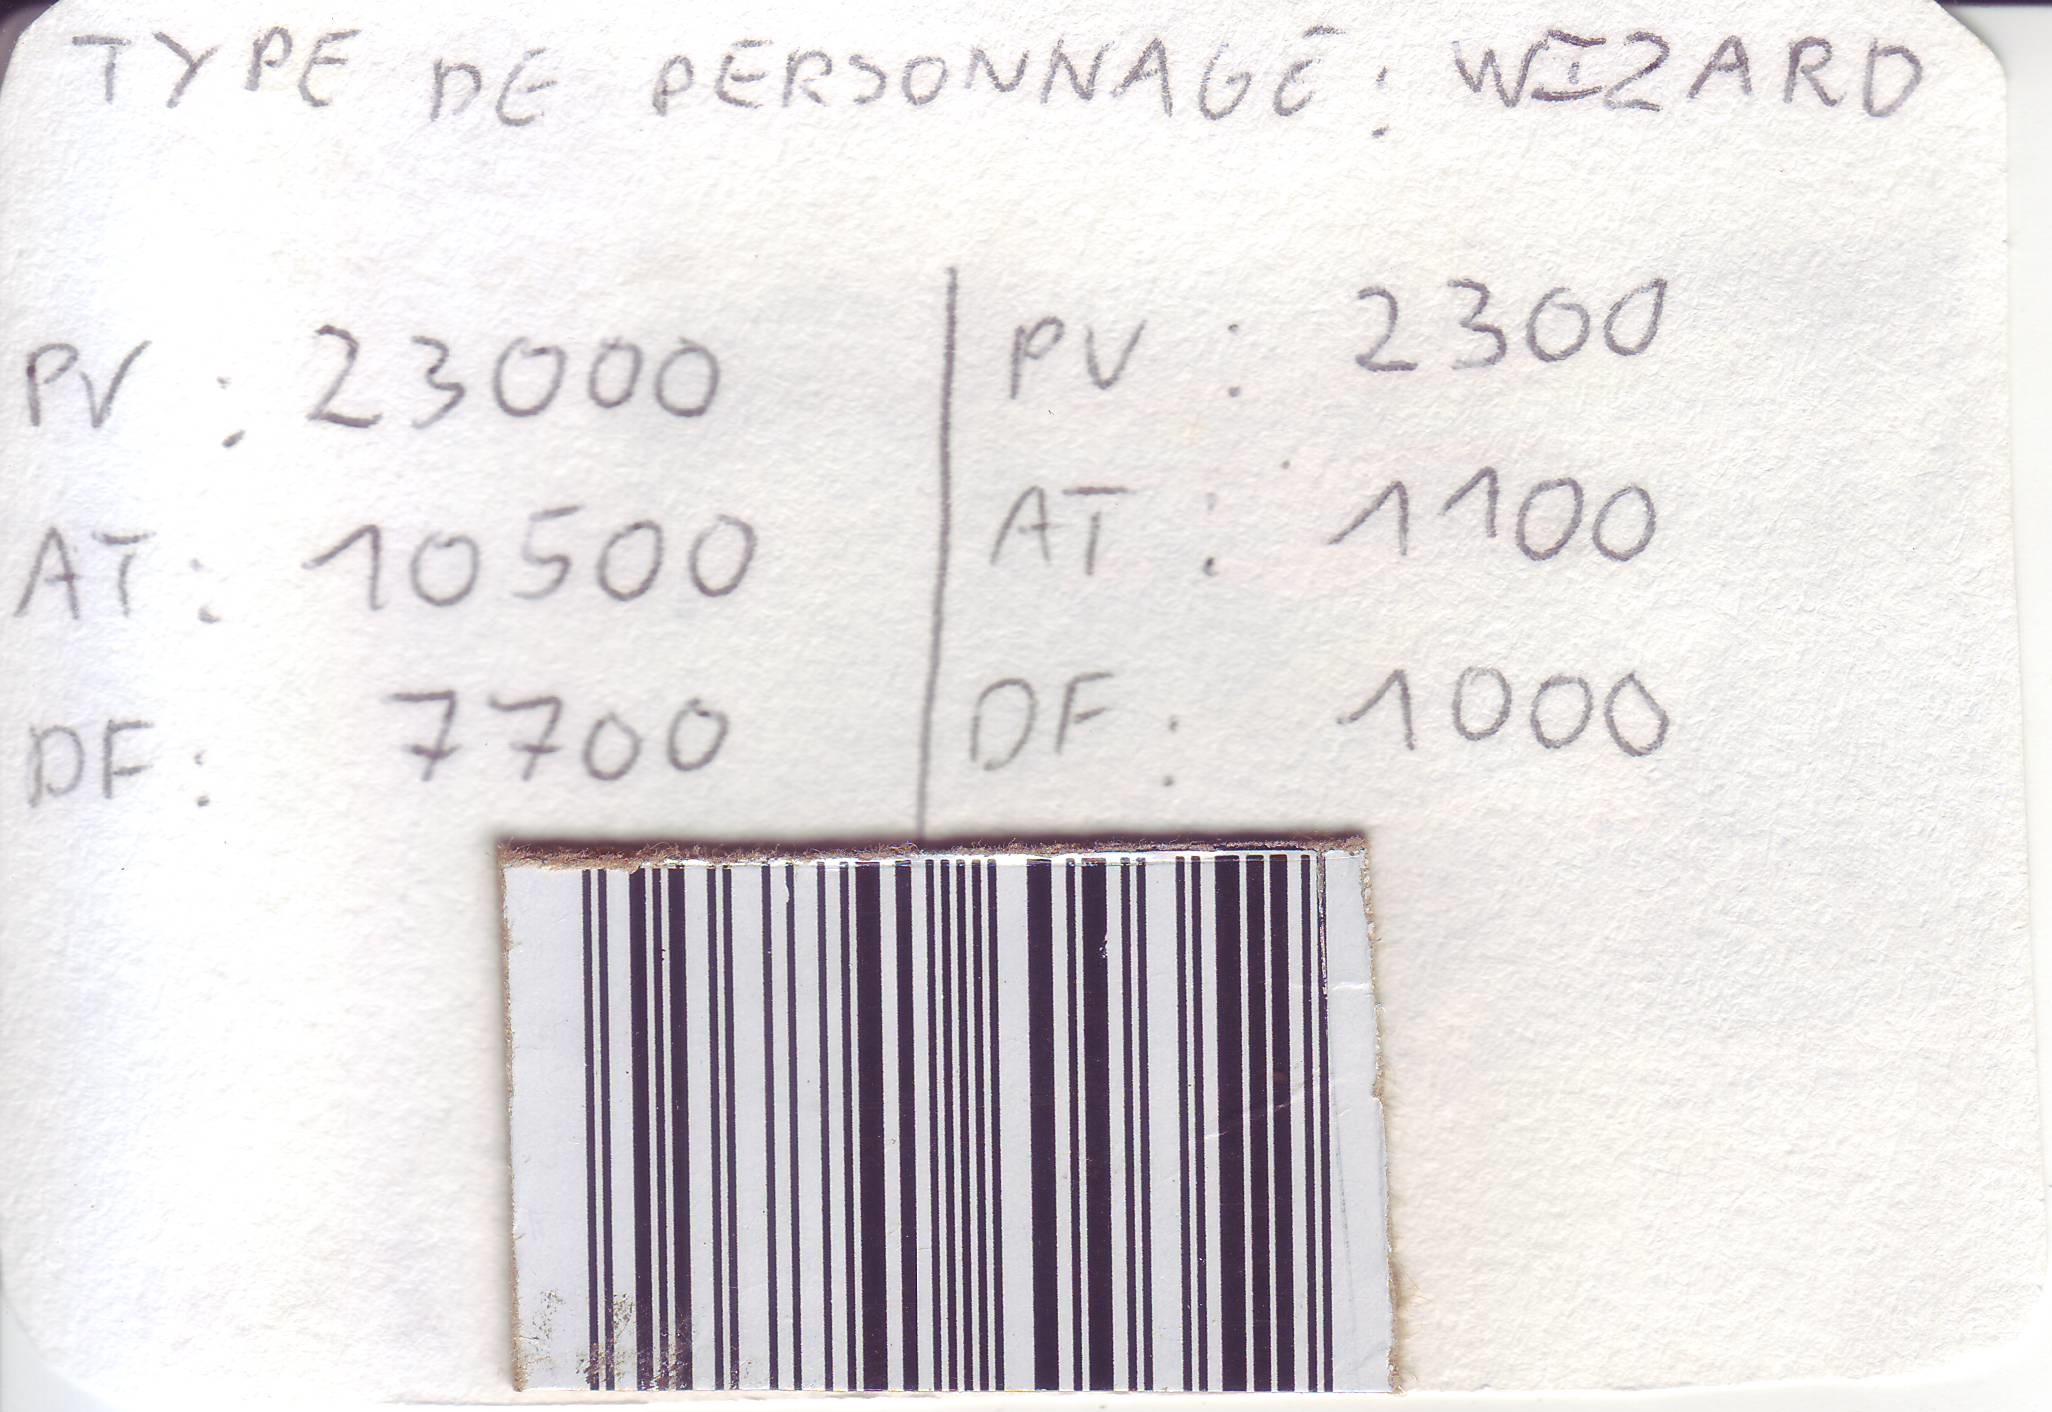 TYPE DE PERSONNAGE : WIZARD
PV : 23000
AT : 10500
DF : 7700
PV : 2300
AT : 1100
DF : 1000